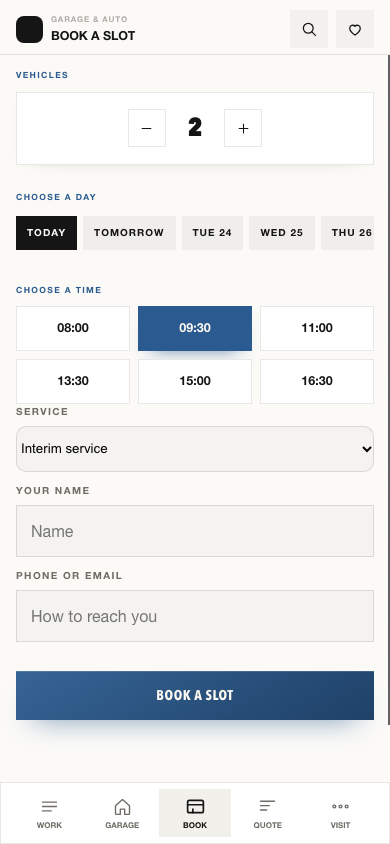 GARAGE & AUTO
BOOK A SLOT
VEHICLES
− 2 +
CHOOSE A DAY
TODAY TOMORROW TUE 24 WED 25 THU 26
CHOOSE A TIME
08:00 09:30 11:00
13:30 15:00 16:30
SERVICE
Interim service
YOUR NAME
Name
PHONE OR EMAIL
How to reach you
BOOK A SLOT
WORK GARAGE BOOK QUOTE VISIT